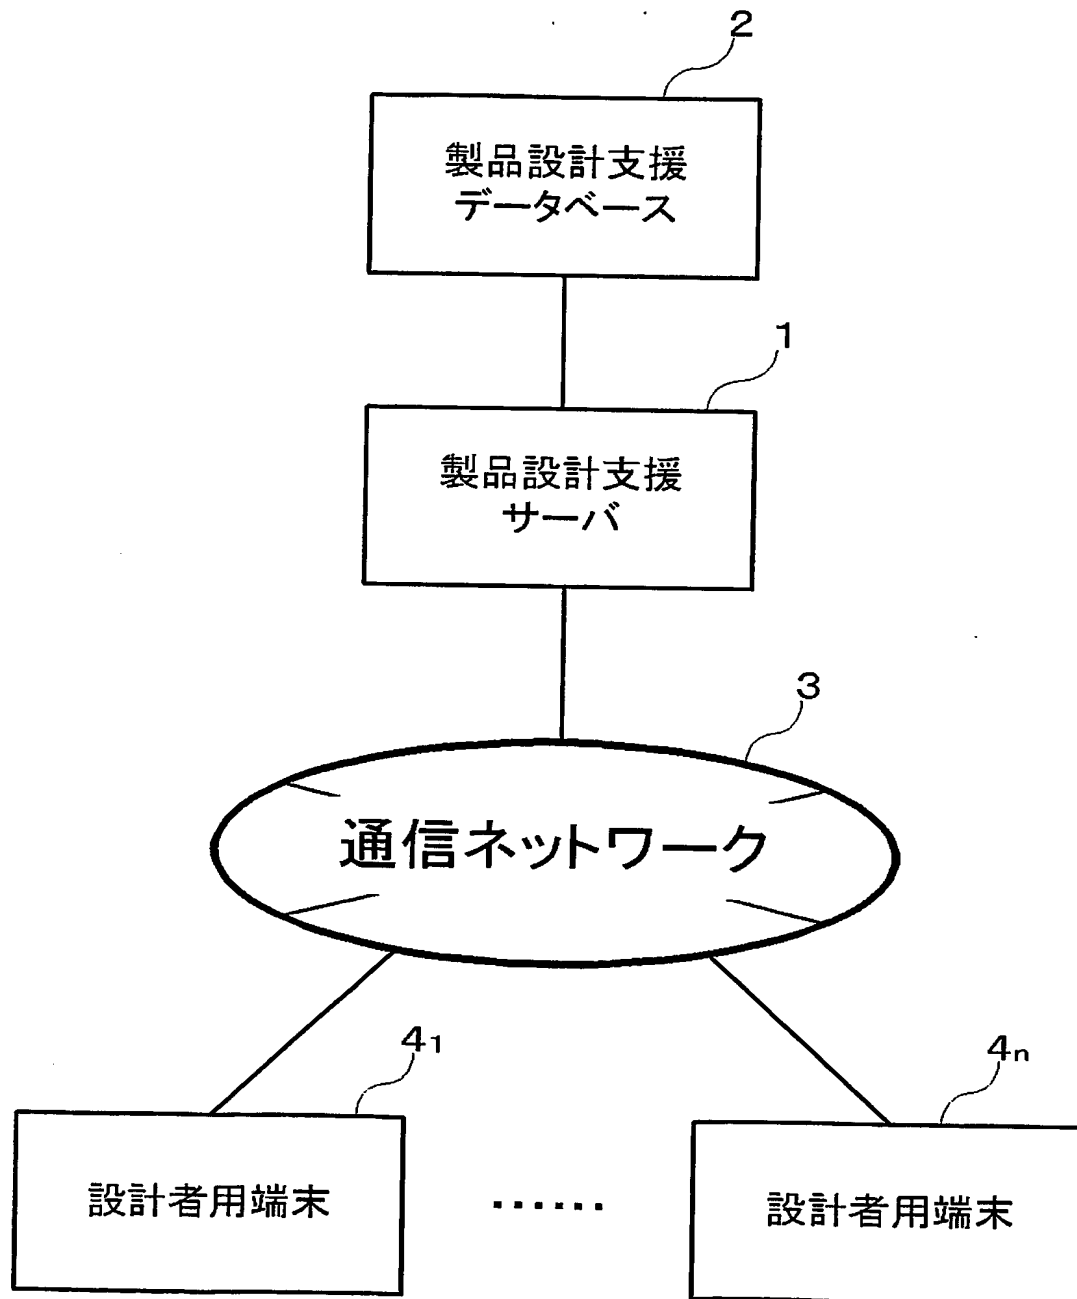 2
製品設計支援
データベース
1
製品設計支援
サーバ
3
通信ネットワーク
41
4n
設計者用端末
......
設計者用端末